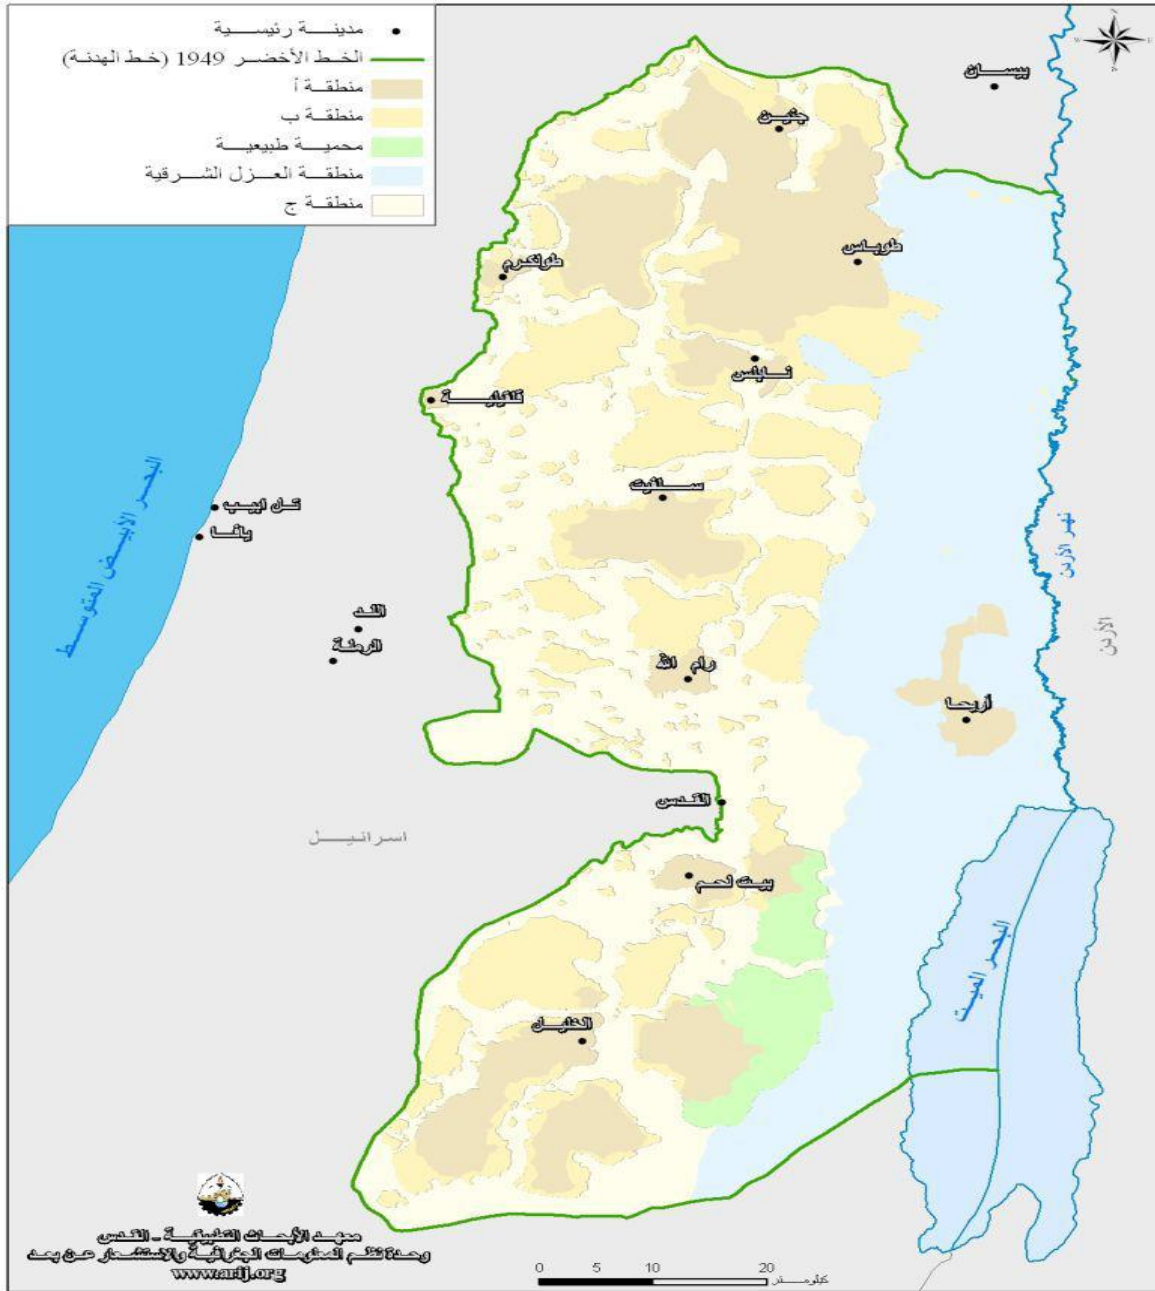 مدينة رئيسية
الخط الأخضر 1949 (خط الهدنة)
منطقة أ
منطقة ب
محمية طبيعية
منطقة العزل الشرقية
منطقة ج
بيسان
جنين
طوباس
طولكرم
نابلس
قلقيلية
سلفيت
تل ابيب
يافا
البحر الأبيض المتوسط
نهر الأردن
اللد
الرملة
الأردن
رام الله
أريحا
القدس
اسرائيل
بيت لحم
البحر الميت
الخليل
معهد الأبحاث التطبيقية - القدس
وحدة نظم المعلومات الجغرافية والاستشعار عن بعد
www.arij.org
0 5 10 20
كيلومتر